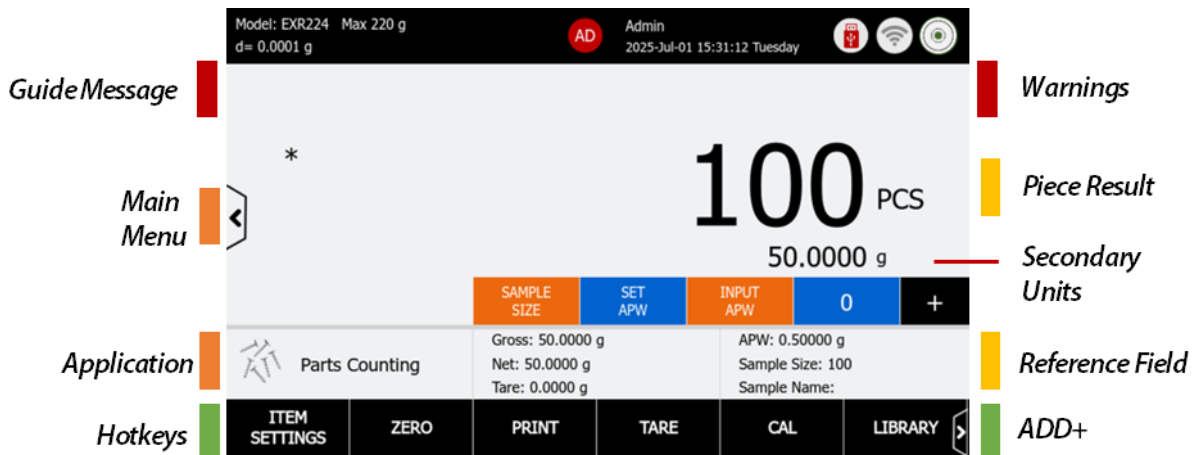 Model: EXR224 Max 220 g
d= 0.0001 g
AD
Admin
2025-Jul-01 15:31:12 Tuesday
Guide Message
Warnings
*
100 PCS
Piece Result
Main
Menu
50.0000 g
Secondary
Units
SAMPLE
SIZE
SET
APW
INPUT
APW
0
+
Application
Parts Counting
Gross: 50.0000 g
Net: 50.0000 g
Tare: 0.0000 g
APW: 0.50000 g
Sample Size: 100
Sample Name:
Reference Field
Hotkeys
ITEM
SETTINGS
ZERO
PRINT
TARE
CAL
LIBRARY
ADD+